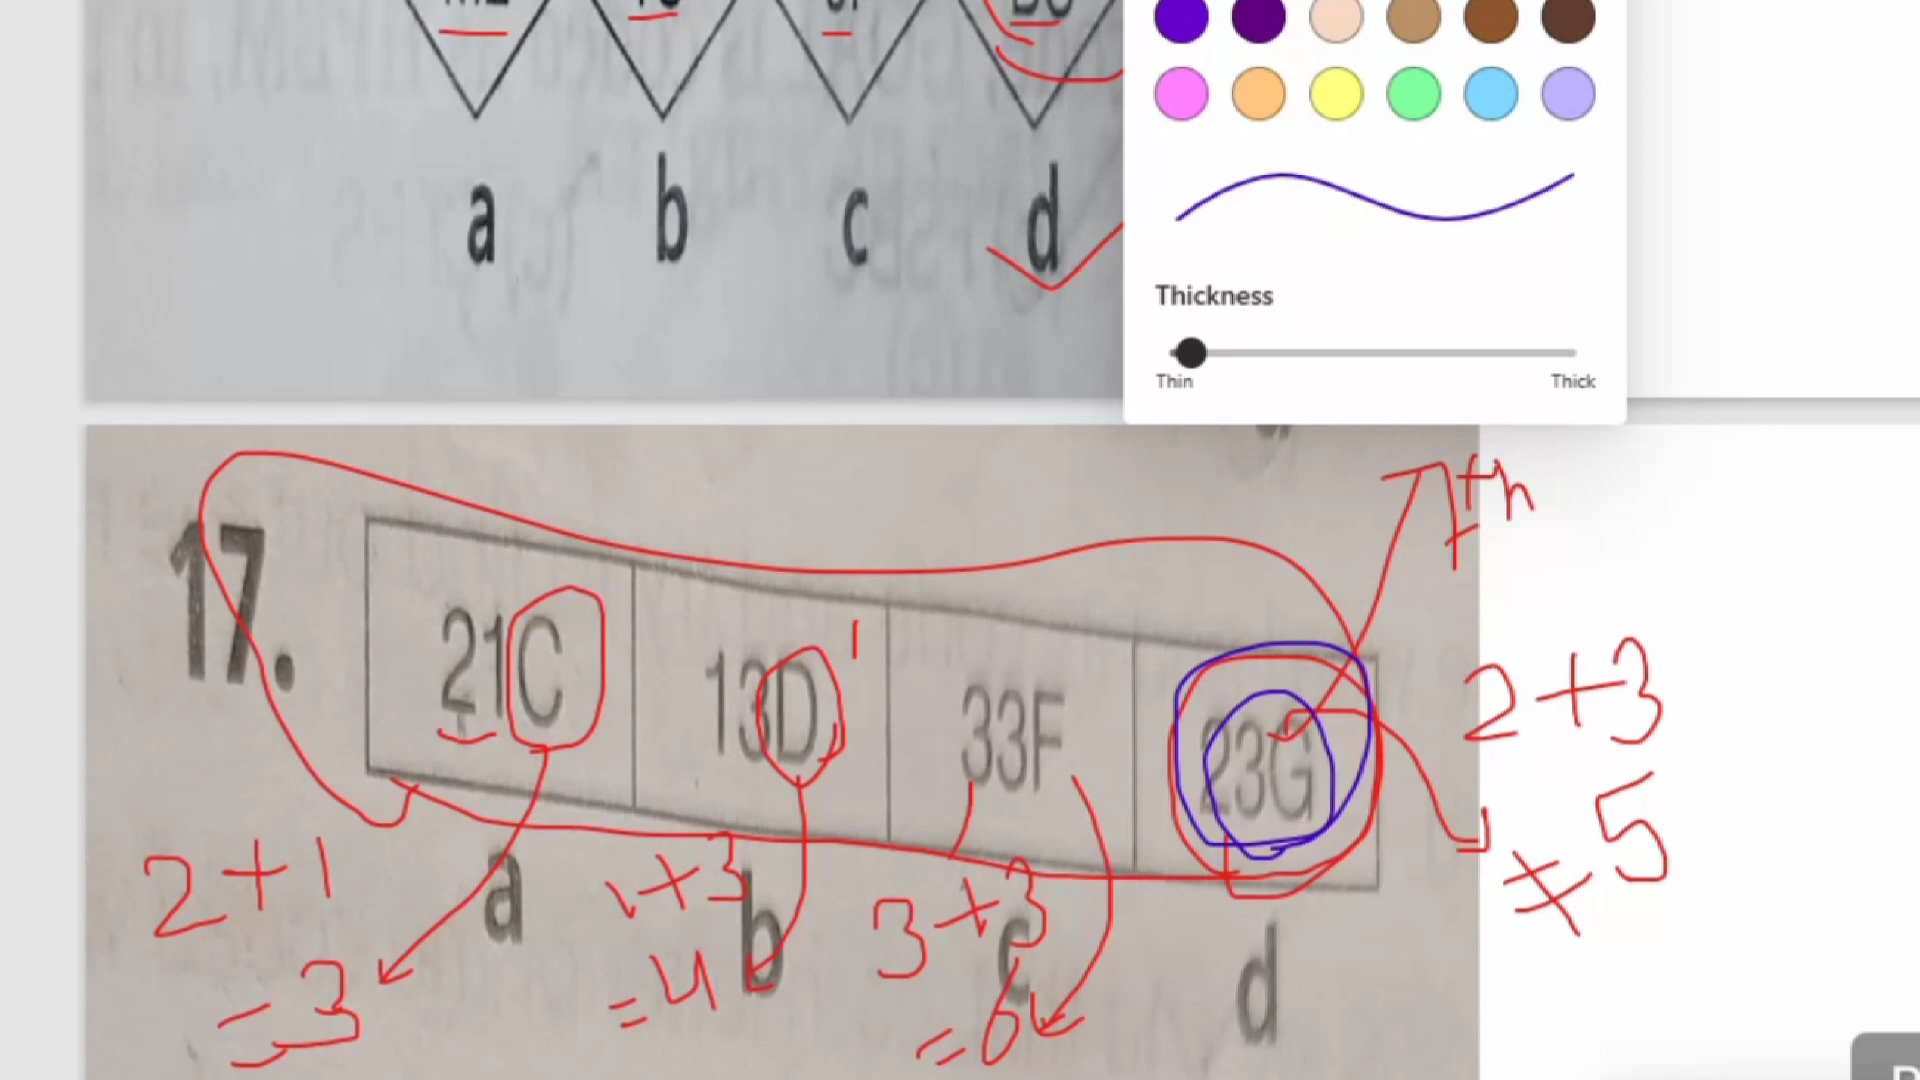 a b c d
Thickness
Thin Thick
7th
17.
21C 13D 33F 23G
2+3
≠5
2+1
=3
1+3
=4
3+3
=6
a b c d